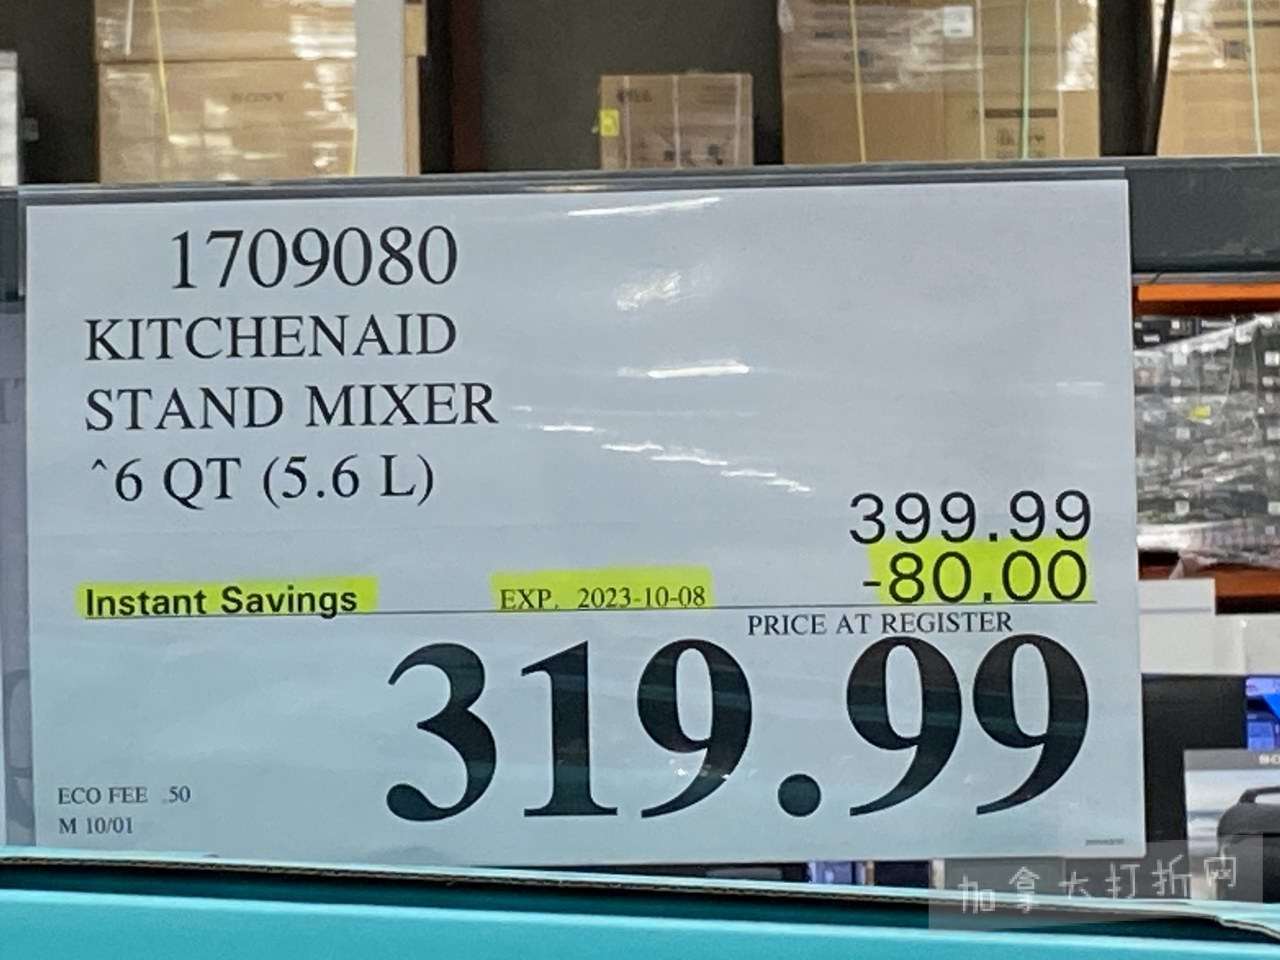 1709080
KITCHENAID
STAND MIXER
^6 QT (5.6 L)
399.99
-80.00
Instant Savings EXP. 2023-10-08
PRICE AT REGISTER
319.99
ECO FEE .50
M 10/01
加拿大打折网